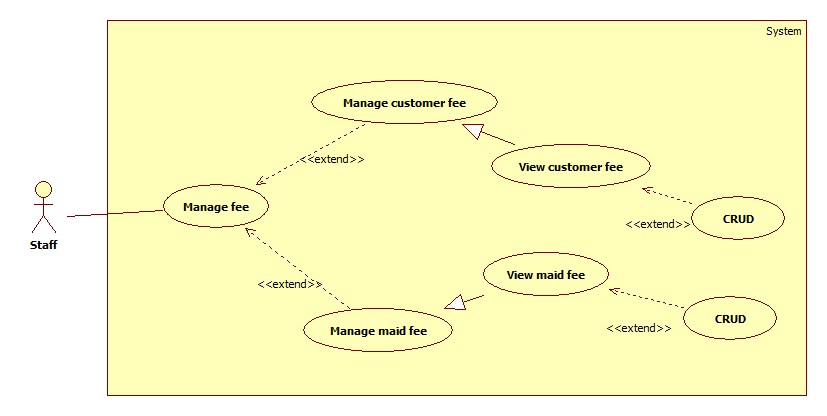 System
Manage customer fee
<<extend>>
View customer fee
Manage fee
CRUD
<<extend>>
Staff
View maid fee
<<extend>>
CRUD
<<extend>>
Manage maid fee